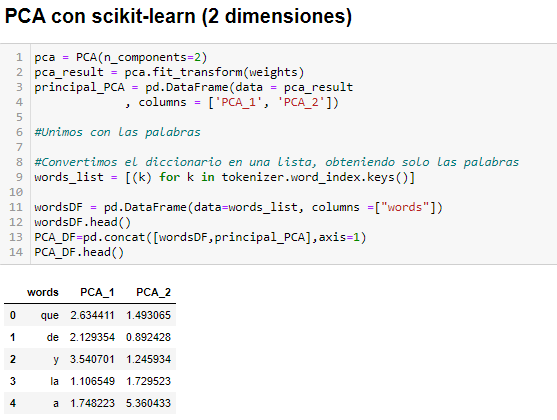 PCA con scikit-learn (2 dimensiones)
1 pca = PCA(n_components=2)
2 pca_result = pca.fit_transform(weights)
3 principal_PCA = pd.DataFrame(data = pca_result
4 , columns = ['PCA_1', 'PCA_2'])
5
6 #Unimos con las palabras
7
8 #Convertimos el diccionario en una lista, obteniendo solo las palabras
9 words_list = [(k) for k in tokenizer.word_index.keys()]
10
11 wordsDF = pd.DataFrame(data=words_list, columns =["words"])
12 wordsDF.head()
13 PCA_DF=pd.concat([wordsDF,principal_PCA],axis=1)
14 PCA_DF.head()
words PCA_1 PCA_2
0 que 2.634411 1.493065
1 de 2.129354 0.892428
2 y 3.540701 1.245934
3 la 1.106549 1.729523
4 a 1.748223 5.360433